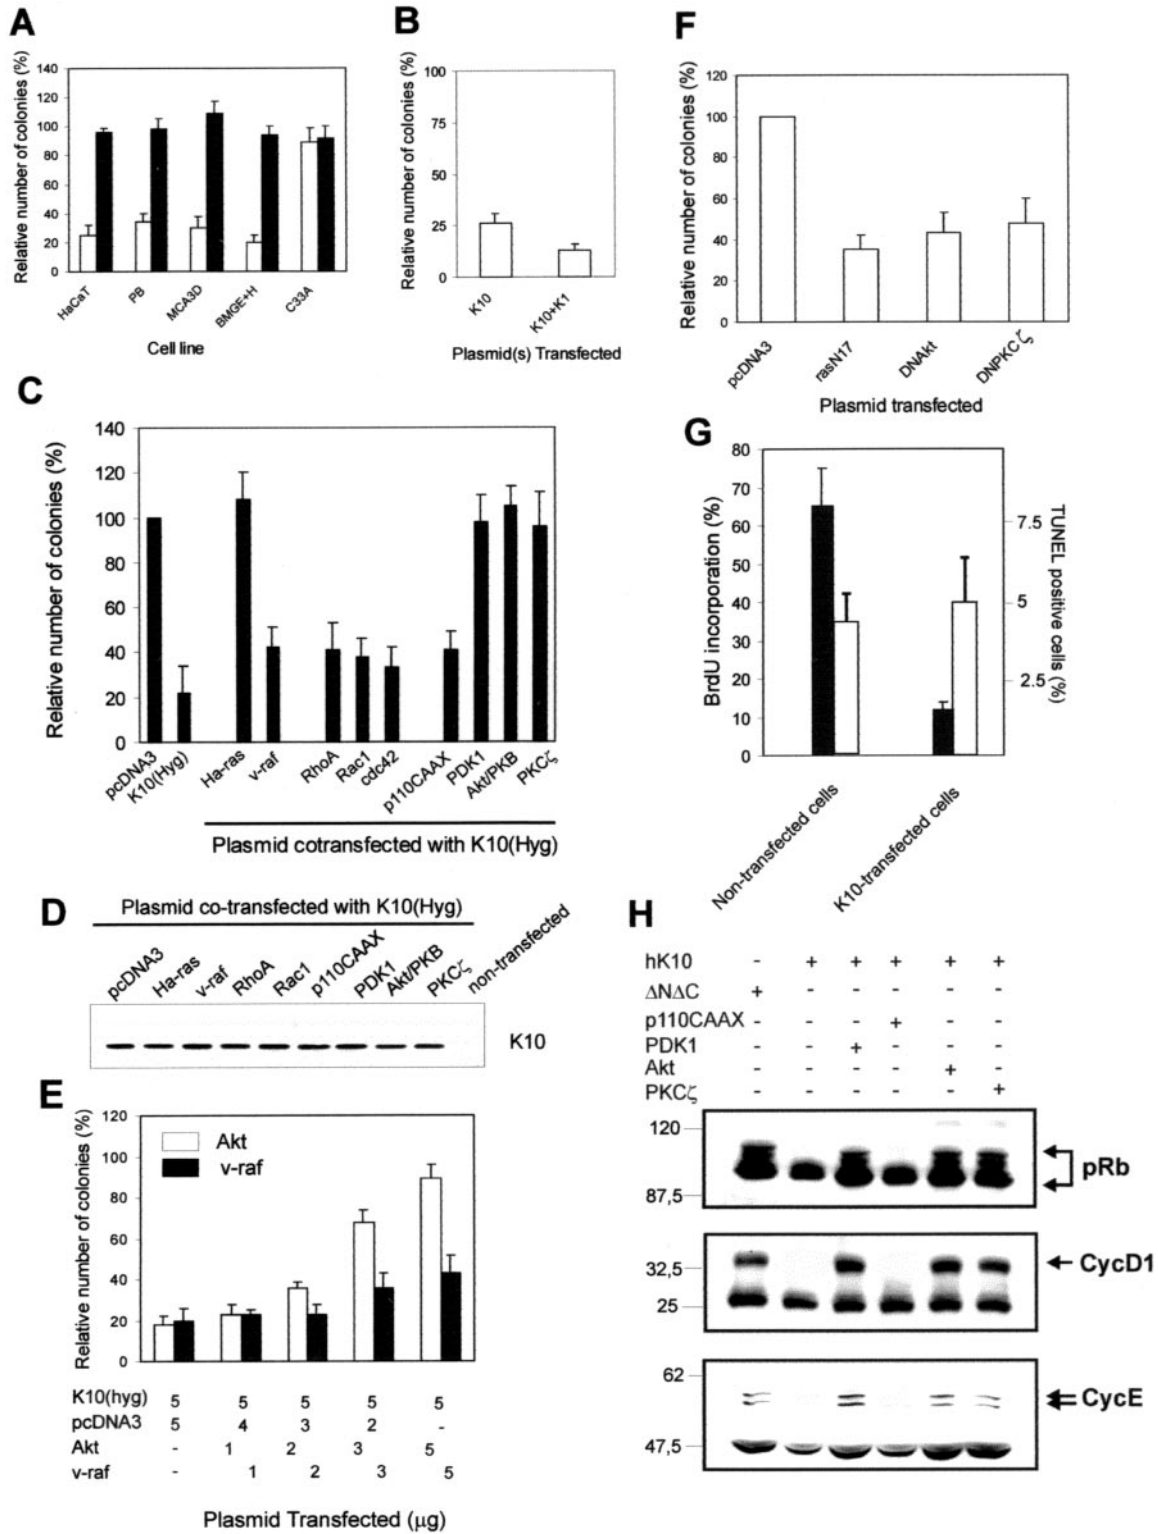 A
Relative number of colonies (%)
140
120
100
80
60
40
20
0
HaCaT
PB
MCA3D
BMGE+H
C33A
Cell line
B
Relative number of colonies (%)
100
75
50
25
0
K10
K10+K1
Plasmid(s) Transfected
F
Relative number of colonies (%)
120
100
80
60
40
20
0
pcDNA3
rasN17
DNAkt
DNPKCζ
Plasmid transfected
C
Relative number of colonies (%)
140
120
100
80
60
40
20
0
pcDNA3
K10(Hyg)
Ha-ras
v-raf
RhoA
Rac1
cdc42
p110CAAX
PDK1
Akt/PKB
PKCζ
Plasmid cotransfected with K10(Hyg)
G
BrdU incorporation (%)
80
70
60
50
40
30
20
10
0
7.5
5
2.5
TUNEL positive cells (%)
Non-transfected cells
K10-transfected cells
D
Plasmid co-transfected with K10(Hyg)
pcDNA3
Ha-ras
v-raf
RhoA
Rac1
p110CAAX
PDK1
Akt/PKB
PKCζ
non-transfected
K10
E
Relative number of colonies (%)
120
100
80
60
40
20
0
Akt
v-raf
K10(hyg) 5 5 5 5 5
pcDNA3 5 4 3 2 -
Akt - 1 2 3 5
v-raf - 1 2 3 5
Plasmid Transfected (µg)
H
hK10 - + + + + +
ΔNΔC + - - - - -
p110CAAX - - - + - -
PDK1 - - + - - -
Akt - - - - + -
PKCζ - - - - - +
120
87,5
pRb
32,5
25
CycD1
62
47,5
CycE